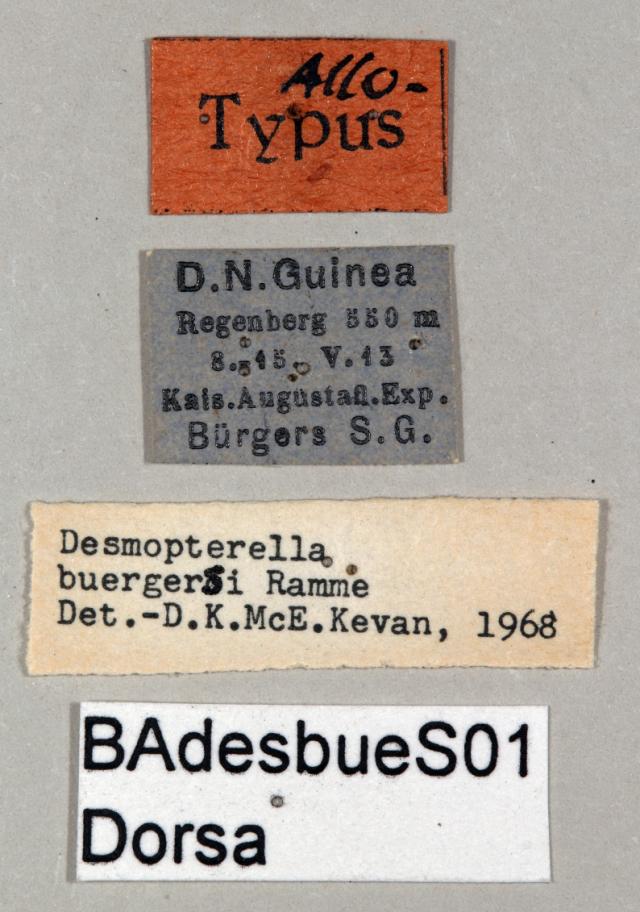 Allo-
Typus
D.N.Guinea
Regenberg 550 m
8.-15. V.13
Kais.Augustafl.Exp.
Bürgers S.G.
Desmopterella
buergersi Ramme
Det.-D.K.McE.Kevan, 1968
BAdesbueS01
Dorsa